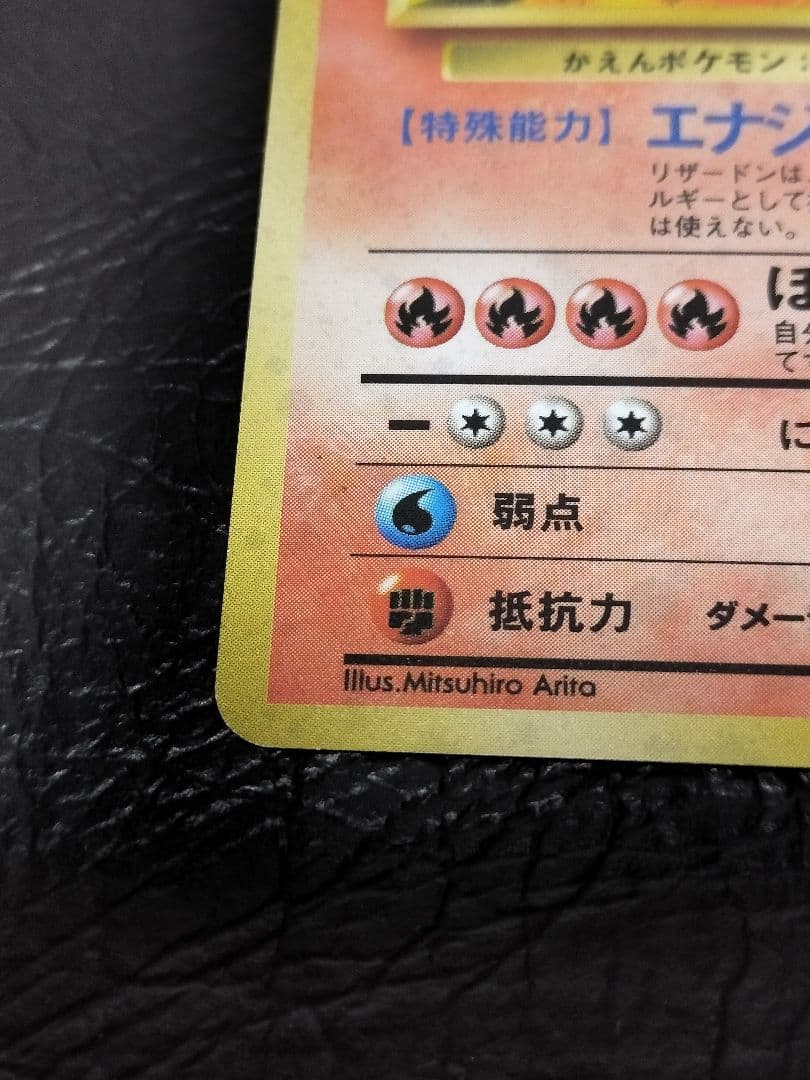 かえんポケモン:
【特殊能力】 エナジ
リザードンは
ルギーとして
は使えない。
ほ
自分
て
に
弱点
抵抗力 ダメー
Illus.Mitsuhiro Arita